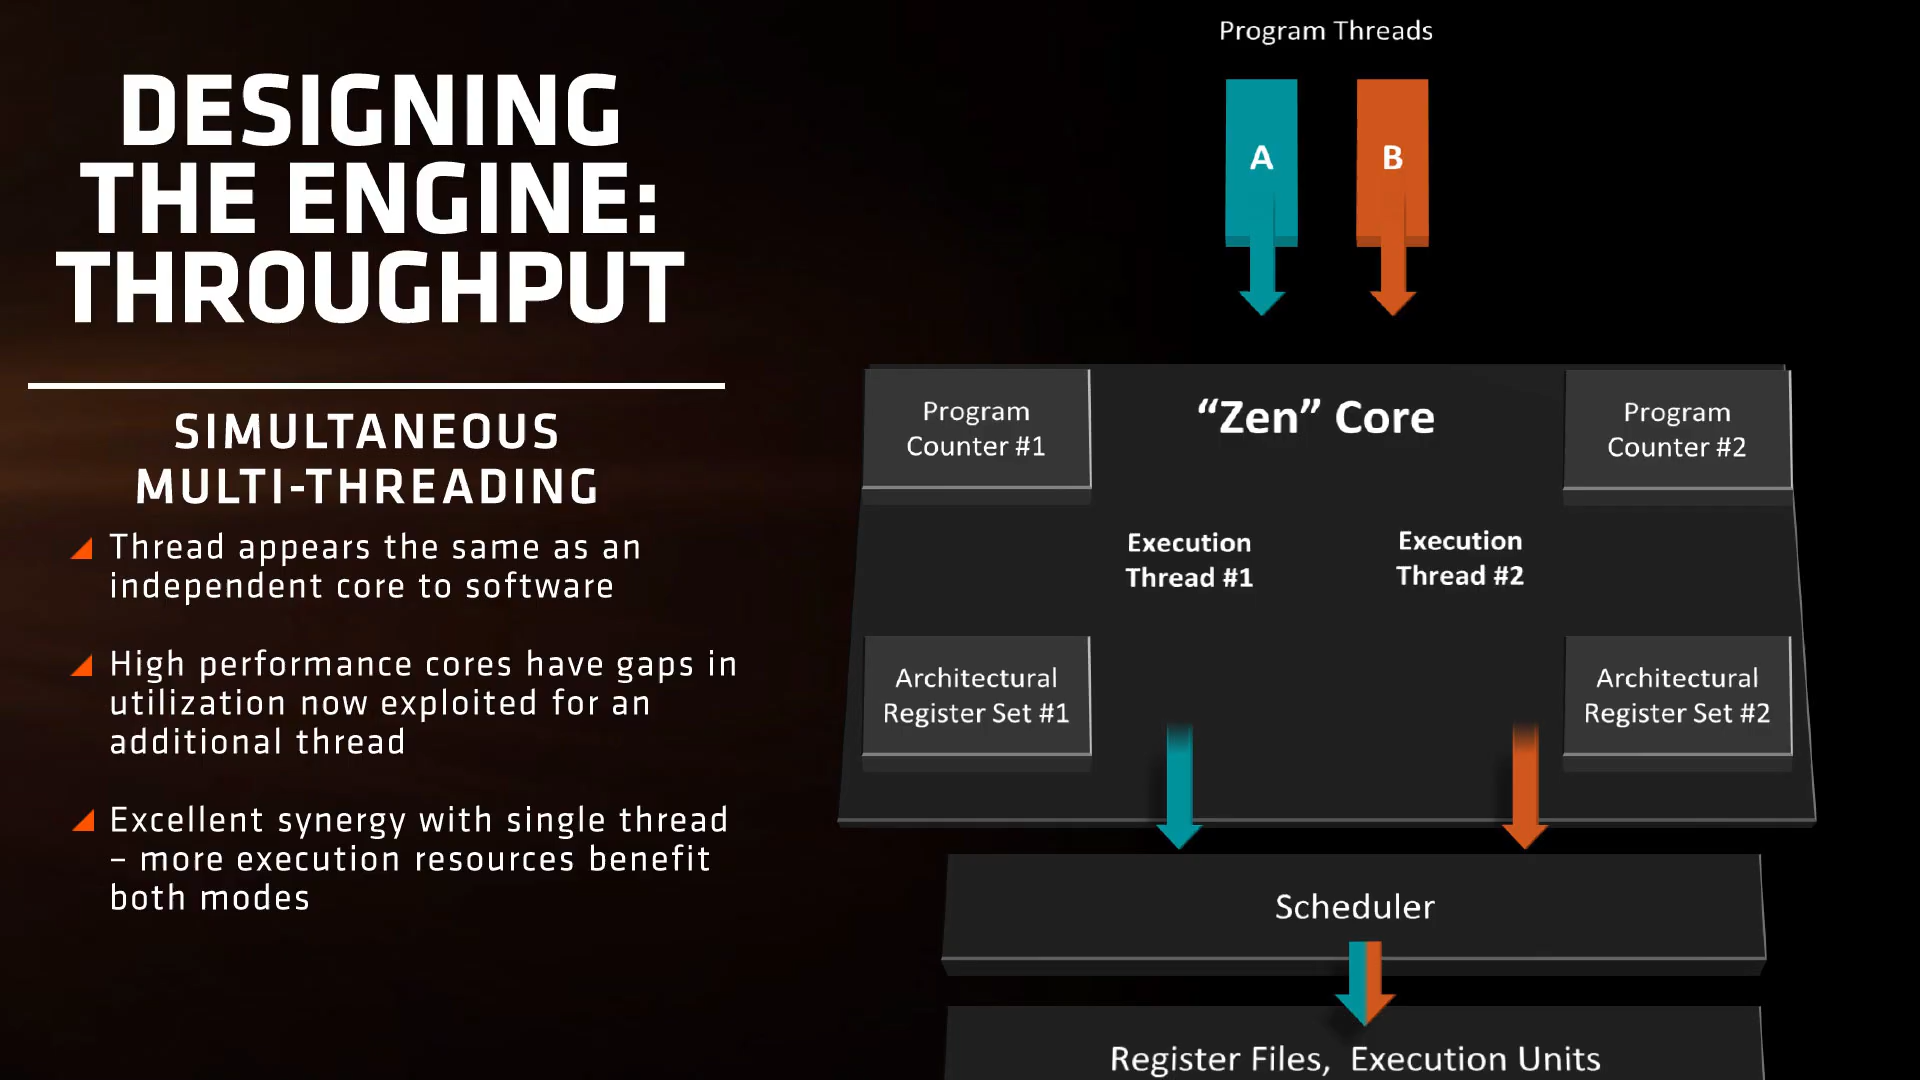 DESIGNING
THE ENGINE:
THROUGHPUT
SIMULTANEOUS
MULTI-THREADING
Thread appears the same as an
independent core to software
High performance cores have gaps in
utilization now exploited for an
additional thread
Excellent synergy with single thread
– more execution resources benefit
both modes
Program Threads
A
B
Program
Counter #1
“Zen” Core
Program
Counter #2
Execution
Thread #1
Execution
Thread #2
Architectural
Register Set #1
Architectural
Register Set #2
Scheduler
Register Files, Execution Units